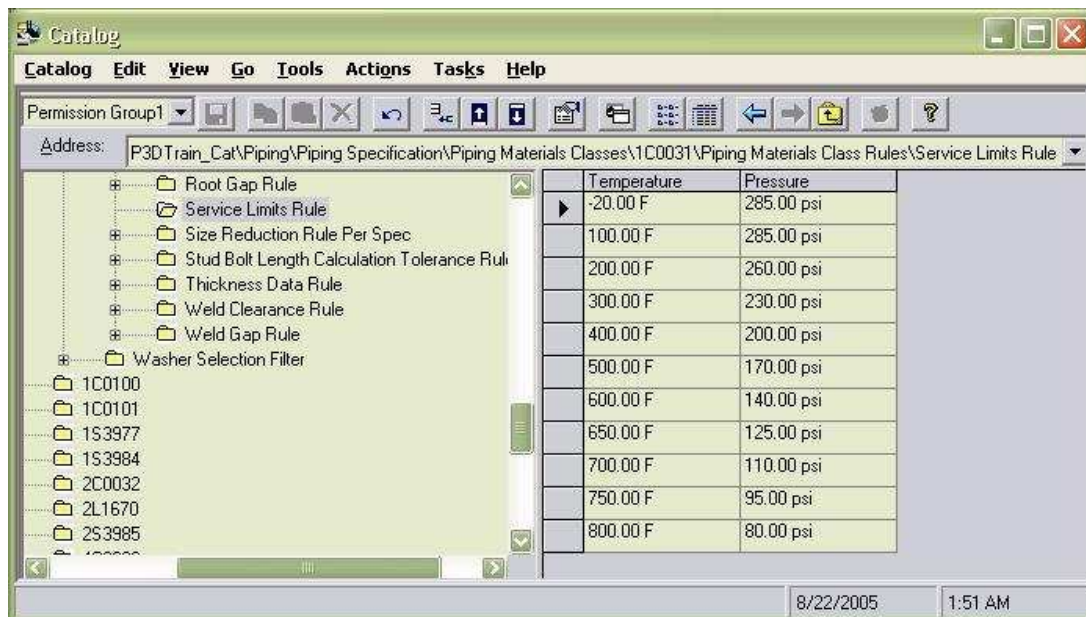 Catalog
Catalog Edit View Go Tools Actions Tasks Help
Permission Group1
Address: P3DTrain_Cat\Piping\Piping Specification\Piping Materials Classes\1C0031\Piping Materials Class Rules\Service Limits Rule
Root Gap Rule
Service Limits Rule
Size Reduction Rule Per Spec
Stud Bolt Length Calculation Tolerance Rule
Thickness Data Rule
Weld Clearance Rule
Weld Gap Rule
Washer Selection Filter
1C0100
1C0101
1S3977
1S3984
2C0032
2L1670
2S3985
Temperature Pressure
-20.00 F 285.00 psi
100.00 F 285.00 psi
200.00 F 260.00 psi
300.00 F 230.00 psi
400.00 F 200.00 psi
500.00 F 170.00 psi
600.00 F 140.00 psi
650.00 F 125.00 psi
700.00 F 110.00 psi
750.00 F 95.00 psi
800.00 F 80.00 psi
8/22/2005 1:51 AM